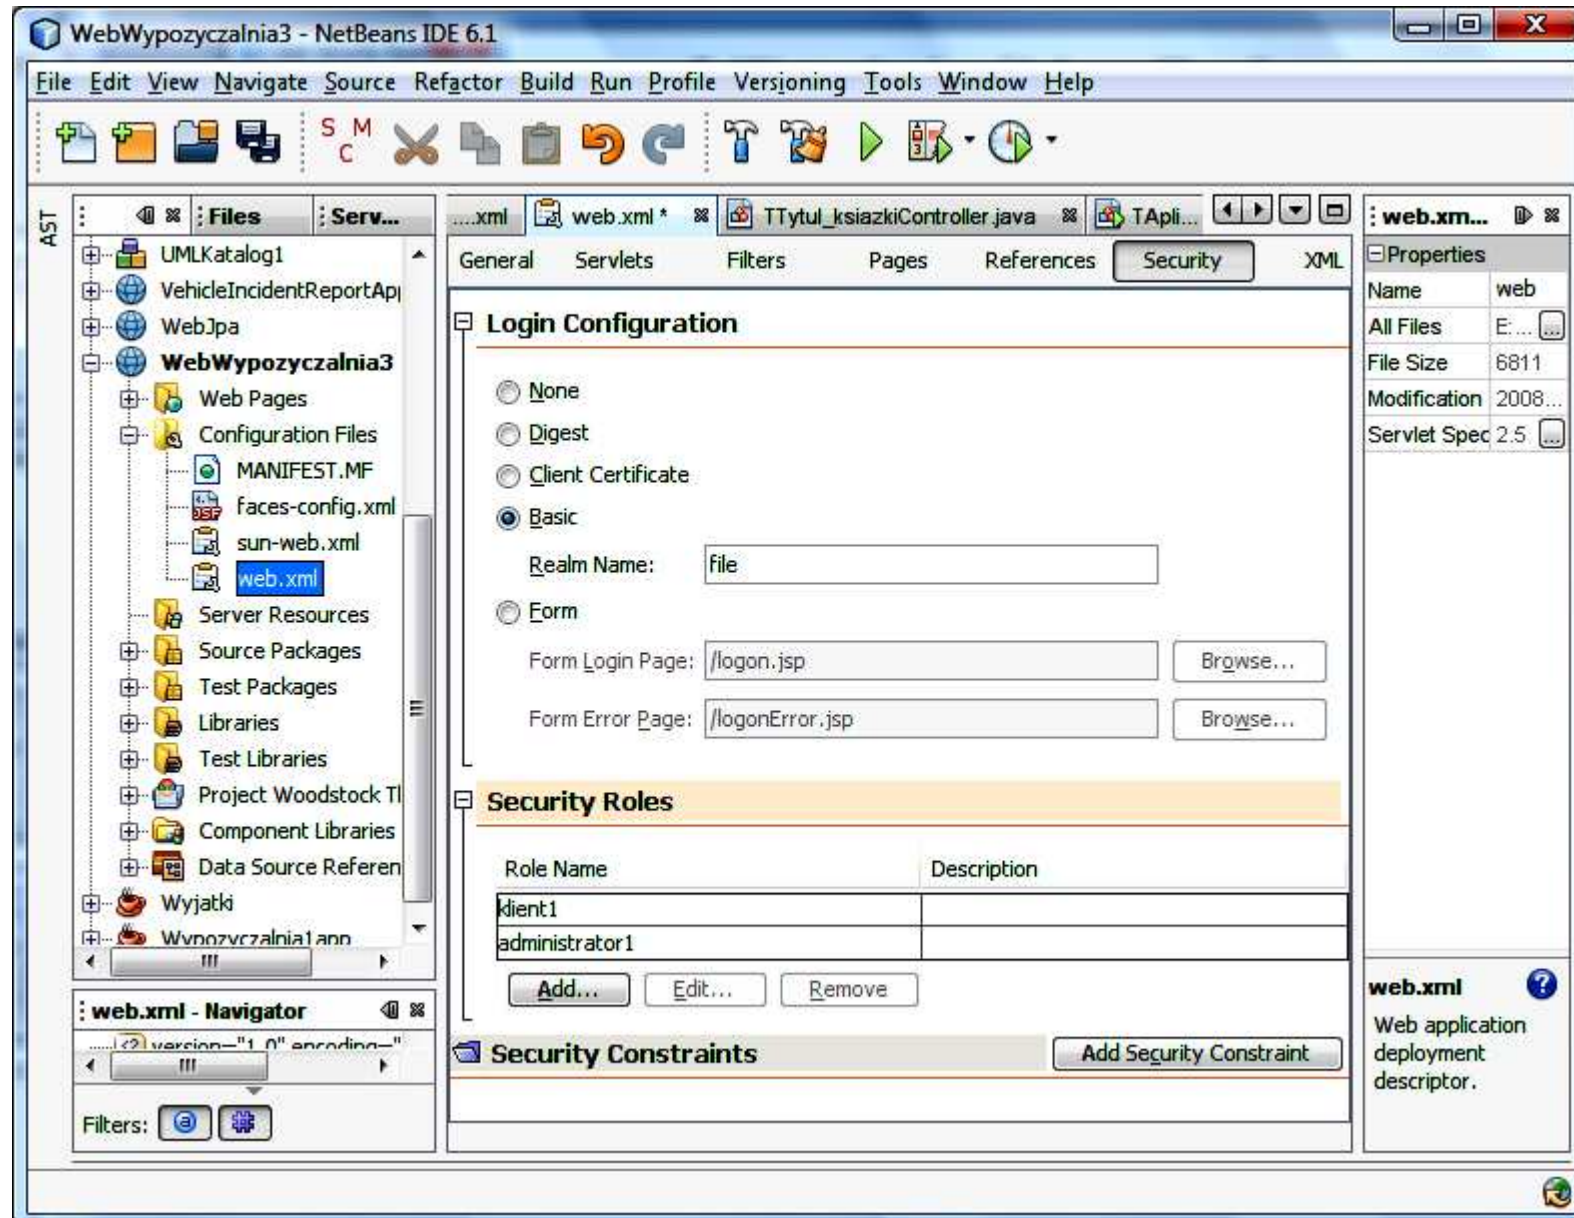 WebWypozyczalnia3 - NetBeans IDE 6.1
File Edit View Navigate Source Refactor Build Run Profile Versioning Tools Window Help
S M
C
AST
Files Serv...
UMLKatalog1
VehicleIncidentReportAp
WebJpa
WebWypozyczalnia3
Web Pages
Configuration Files
MANIFEST.MF
faces-config.xml
sun-web.xml
web.xml
Server Resources
Source Packages
Test Packages
Libraries
Test Libraries
Project Woodstock Tl
Component Libraries
Data Source Referen
Wyjatki
Wypozyczalnia1app
web.xml - Navigator
version="1.0" encoding="
Filters:
....xml web.xml * TTytul_ksiazkiController.java TApli...
General Servlets Filters Pages References Security XML
Login Configuration
None
Digest
Client Certificate
Basic
Realm Name: file
Form
Form Login Page: /logon.jsp Browse...
Form Error Page: /logonError.jsp Browse...
Security Roles
Role Name Description
klient1
administrator1
Add... Edit... Remove
Security Constraints Add Security Constraint
web.xm...
Properties
Name web
All Files E: ... ...
File Size 6811
Modification 2008...
Servlet Spec 2.5 ...
web.xml
Web application
deployment
descriptor.